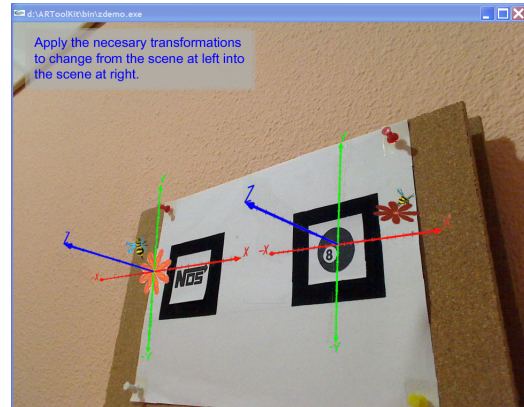 d:\ARToolKit\bin\zdemo.exe
Apply the necesary transformations
to change from the scene at left into
the scene at right.
Y
Y
Z
Z
-X
X
-X
X
NOS
8
-Y
-Y